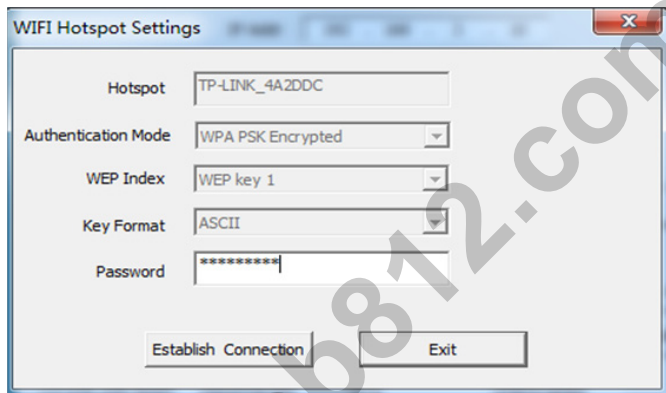 WIFI Hotspot Settings
Hotspot TP-LINK_4A2DDC
Authentication Mode WPA PSK Encrypted
WEP Index WEP key 1
Key Format ASCII
Password *********
Establish Connection Exit
b812.com